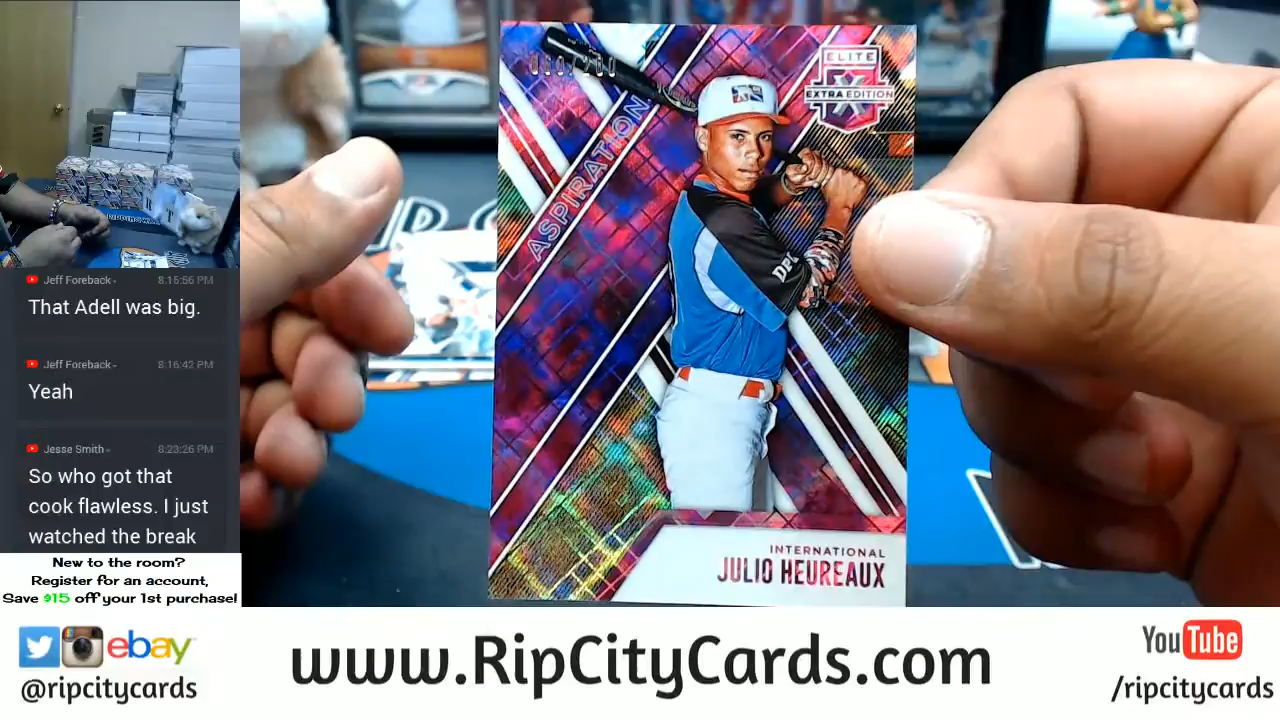 Jeff Foreback
8:15:56 PM
That Adell was big.
Jeff Foreback
8:16:42 PM
Yeah
Jesse Smith
8:23:26 PM
So who got that
cook flawless. I just
watched the break
New to the room?
Register for an account,
Save $15 off your 1st purchase!
ASPIRATION
ELITE
EXTRA EDITION
INTERNATIONAL
JULIO HEUREAUX
ebay
@ripcitycards
www.RipCityCards.com
YouTube
/ripcitycards